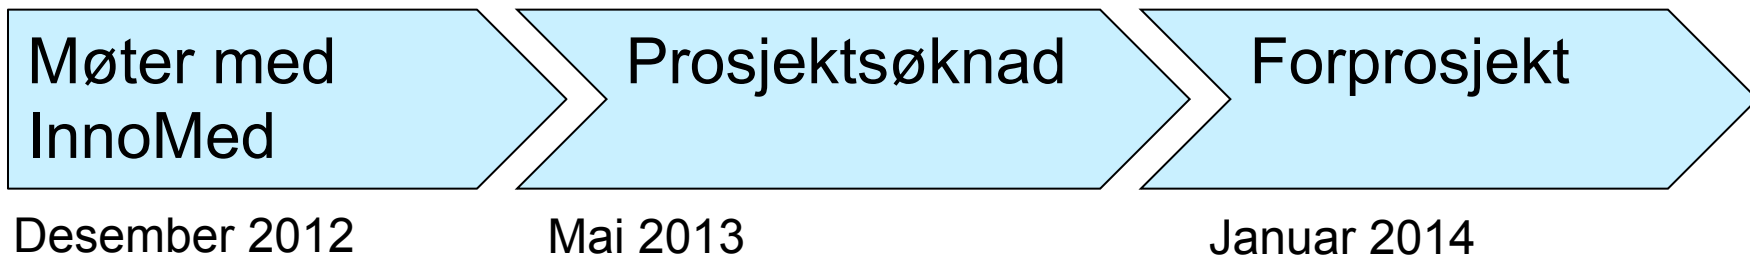 Møter med
InnoMed
Prosjektsøknad
Forprosjekt
Desember 2012
Mai 2013
Januar 2014